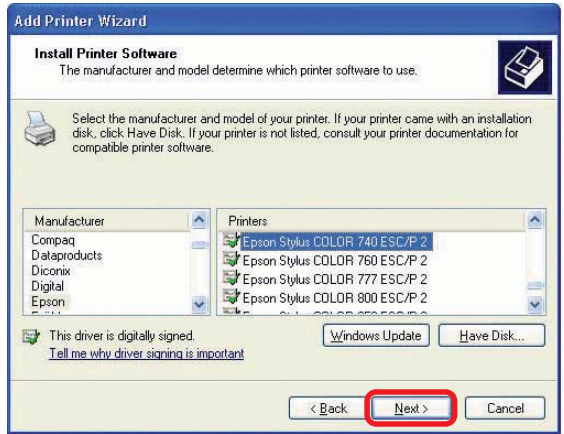 Add Printer Wizard
Install Printer Software
The manufacturer and model determine which printer software to use.
Select the manufacturer and model of your printer. If your printer came with an installation
disk, click Have Disk. If your printer is not listed, consult your printer documentation for
compatible printer software.
Manufacturer
Compaq
Dataproducts
Diconix
Digital
Epson
Printers
Epson Stylus COLOR 740 ESC/P 2
Epson Stylus COLOR 760 ESC/P 2
Epson Stylus COLOR 777 ESC/P 2
Epson Stylus COLOR 800 ESC/P 2
This driver is digitally signed.
Tell me why driver signing is important
Windows Update
Have Disk...
< Back
Next >
Cancel